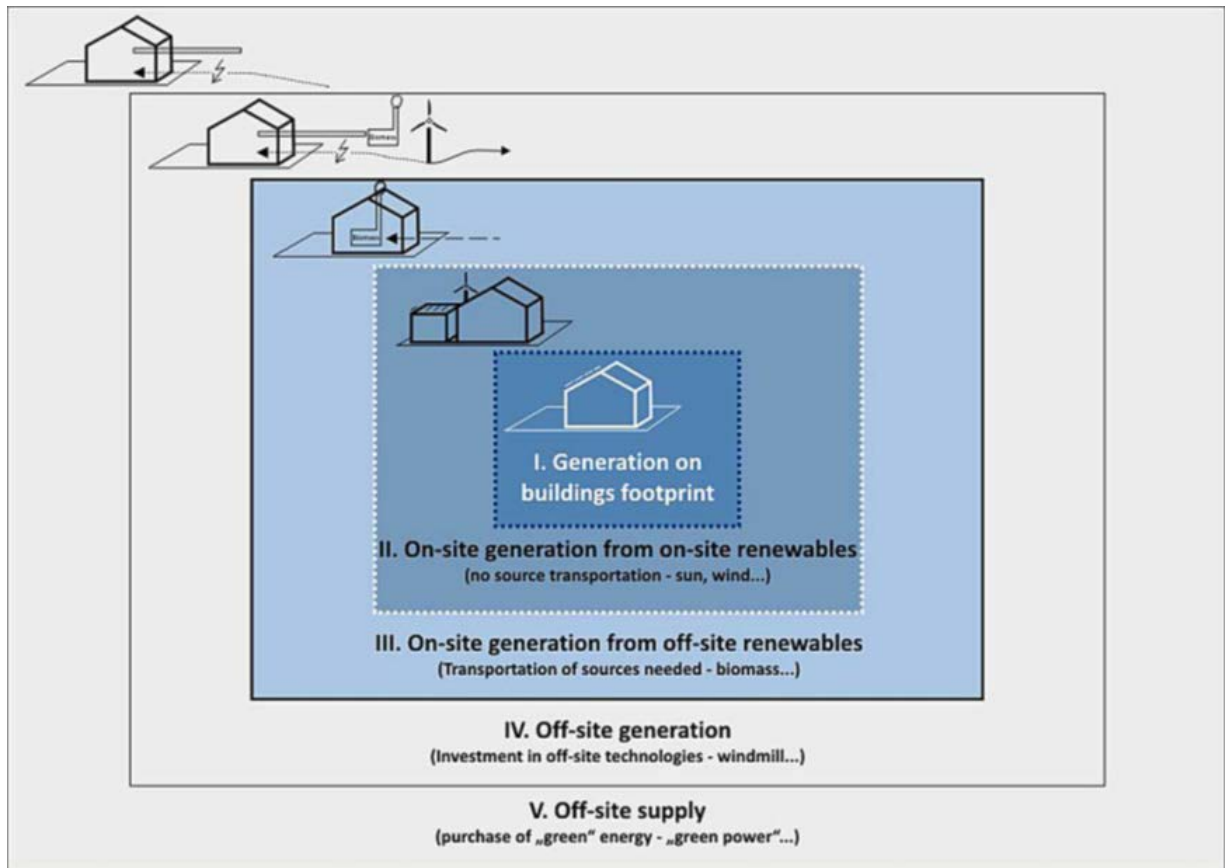 Biomass
Biomass
I. Generation on
buildings footprint
II. On-site generation from on-site renewables
(no source transportation - sun, wind...)
III. On-site generation from off-site renewables
(Transportation of sources needed - biomass...)
IV. Off-site generation
(Investment in off-site technologies - windmill...)
V. Off-site supply
(purchase of „green“ energy - „green power“...)